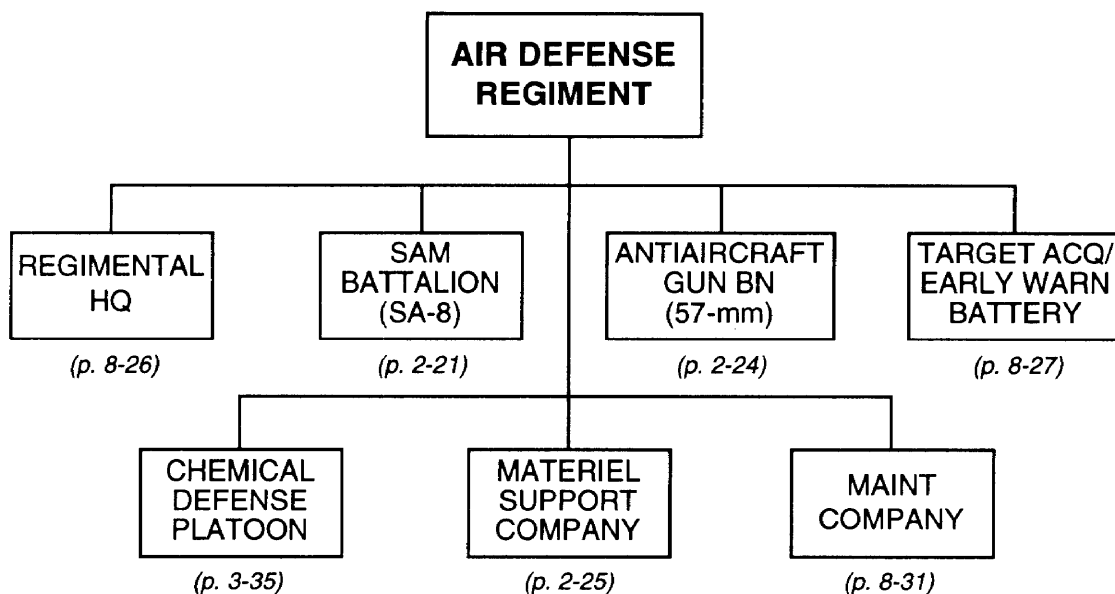 AIR DEFENSE
REGIMENT
REGIMENTAL
HQ
(p. 8-26)
SAM
BATTALION
(SA-8)
(p. 2-21)
ANTIAIRCRAFT
GUN BN
(57-mm)
(p. 2-24)
TARGET ACQ/
EARLY WARN
BATTERY
(p. 8-27)
CHEMICAL
DEFENSE
PLATOON
(p. 3-35)
MATERIEL
SUPPORT
COMPANY
(p. 2-25)
MAINT
COMPANY
(p. 8-31)